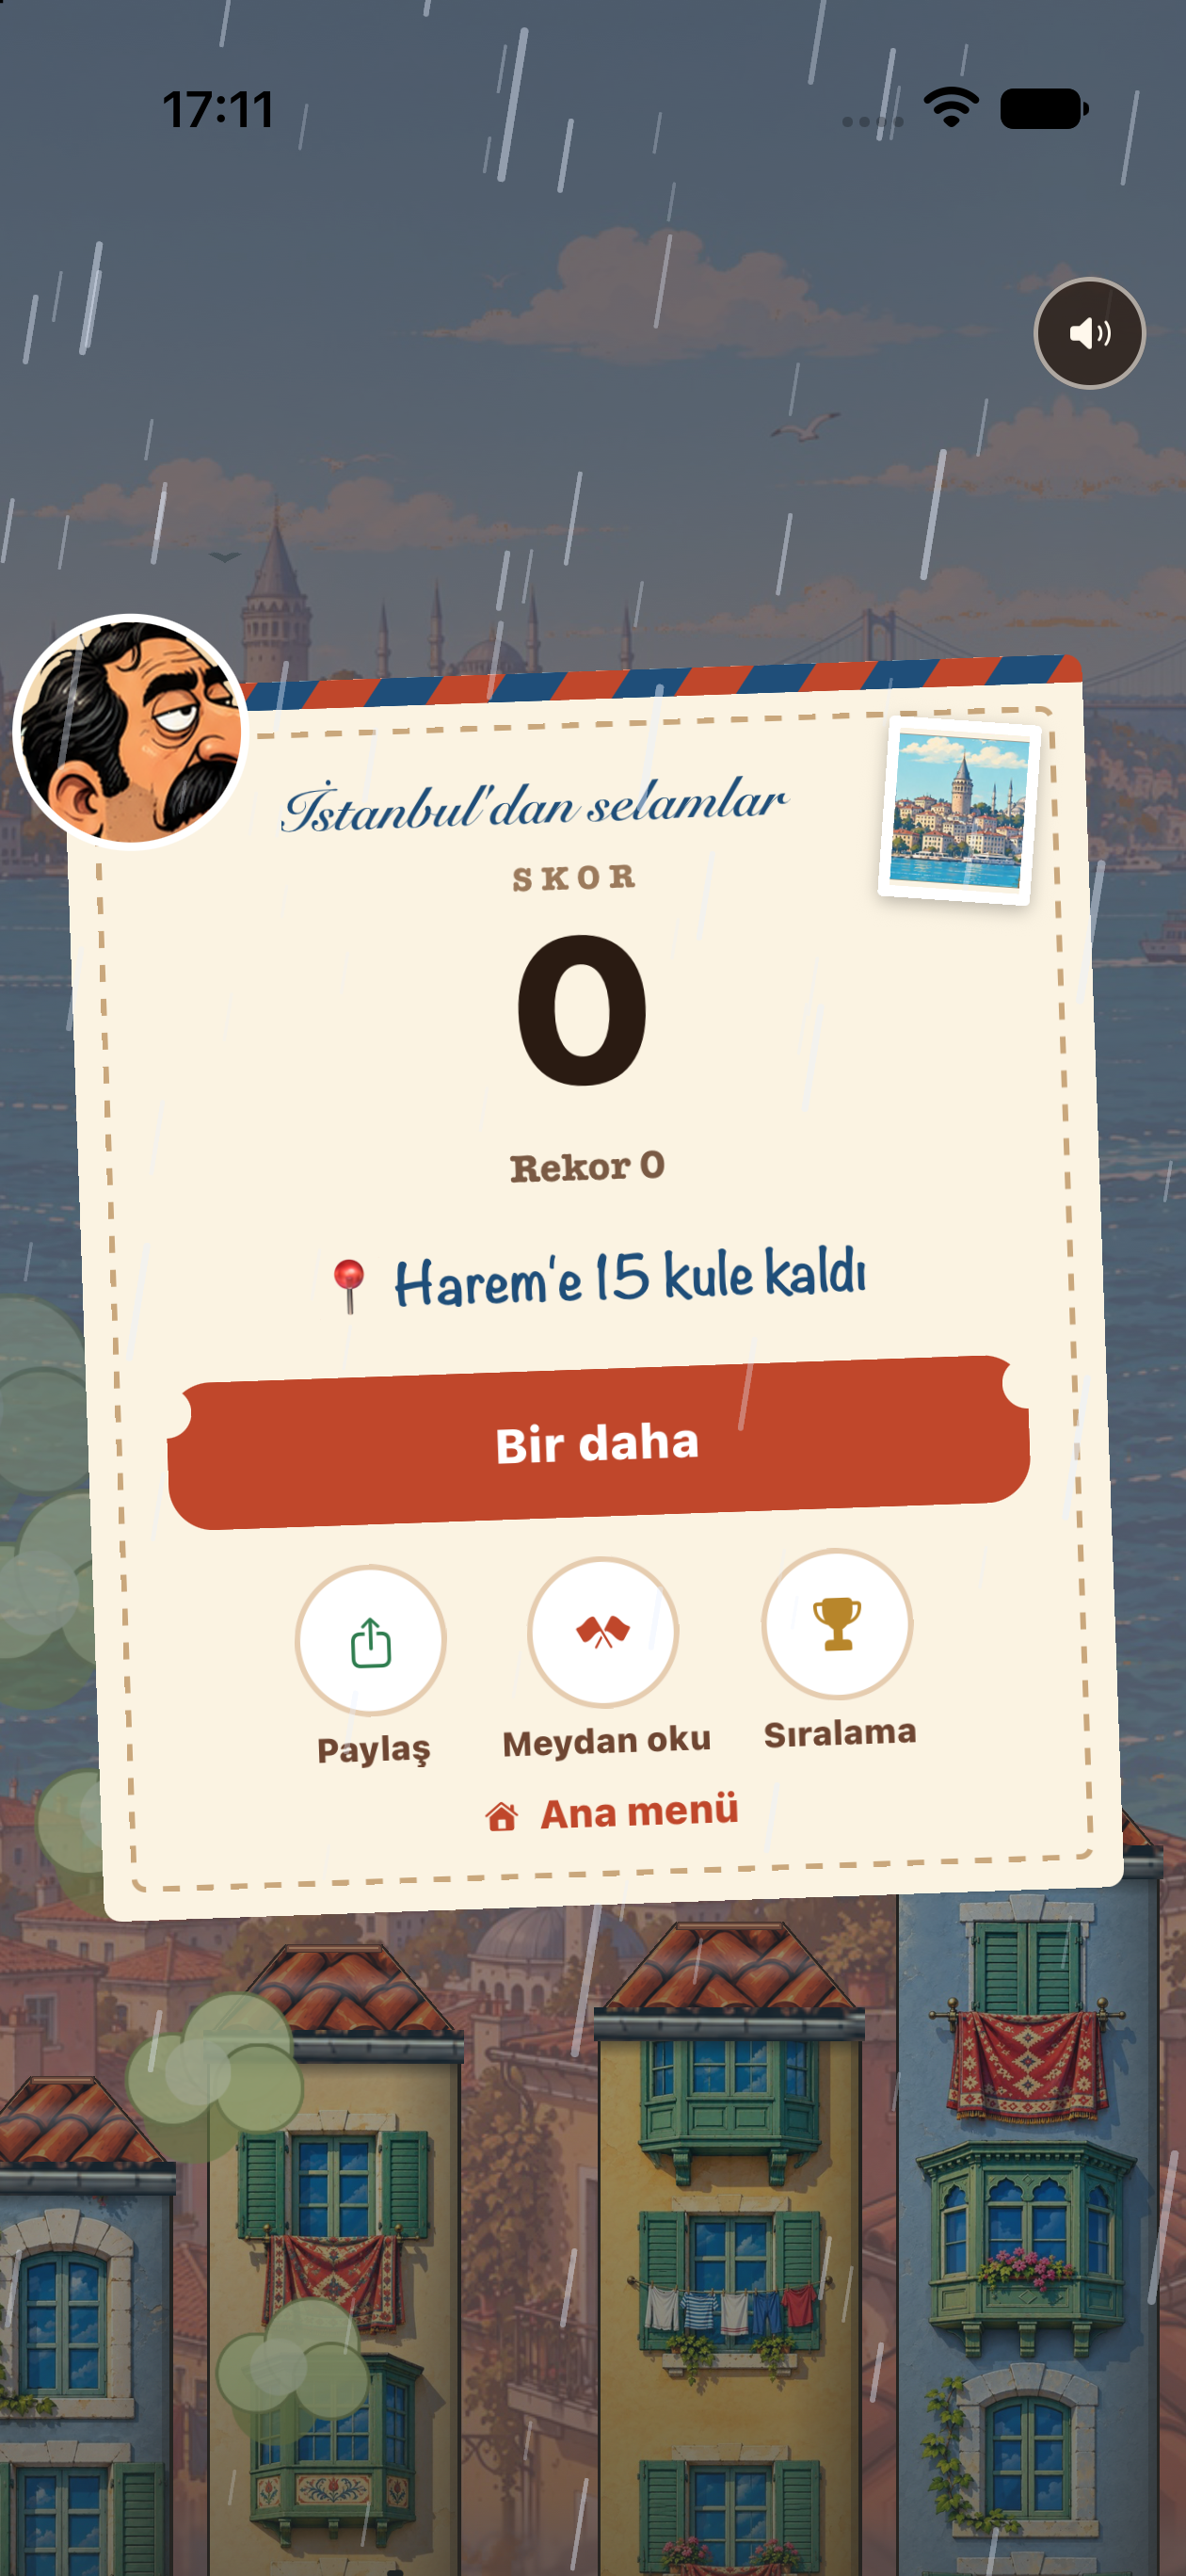 17:11
İstanbul'dan selamlar
SKOR
0
Rekor 0
📍 Harem'e 15 kule kaldı
Bir daha
Paylaş
Meydan oku
Sıralama
Ana menü